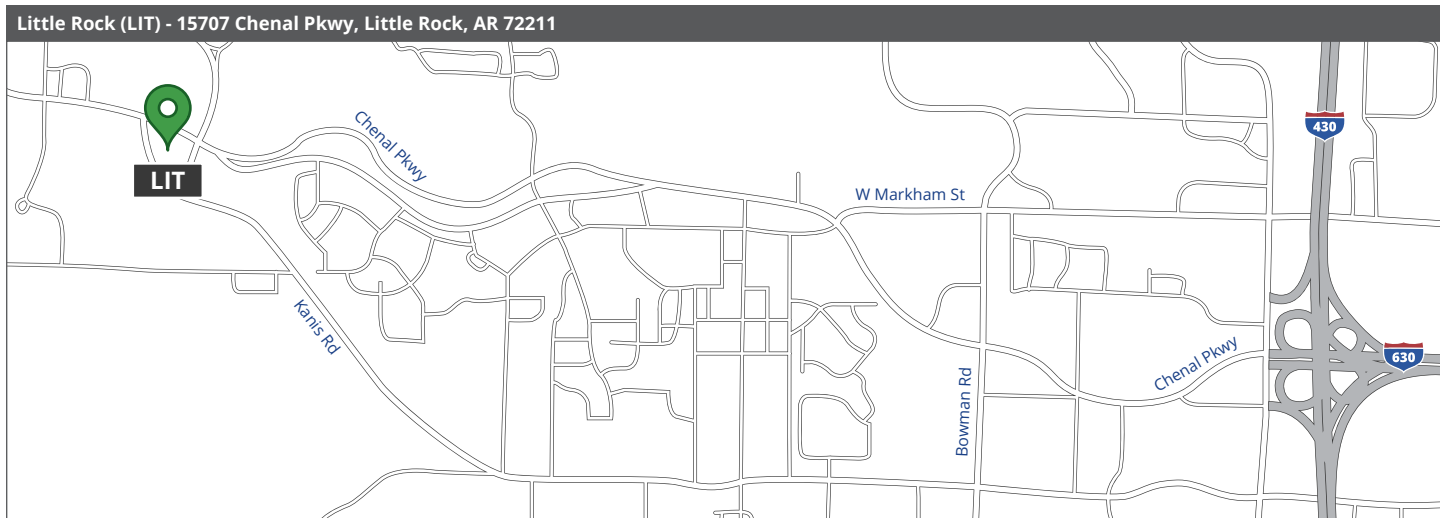 Little Rock (LIT) - 15707 Chenal Pkwy, Little Rock, AR 72211
Chenal Pkwy
430
LIT
W Markham St
Kanis Rd
Chenal Pkwy
630
Bowman Rd